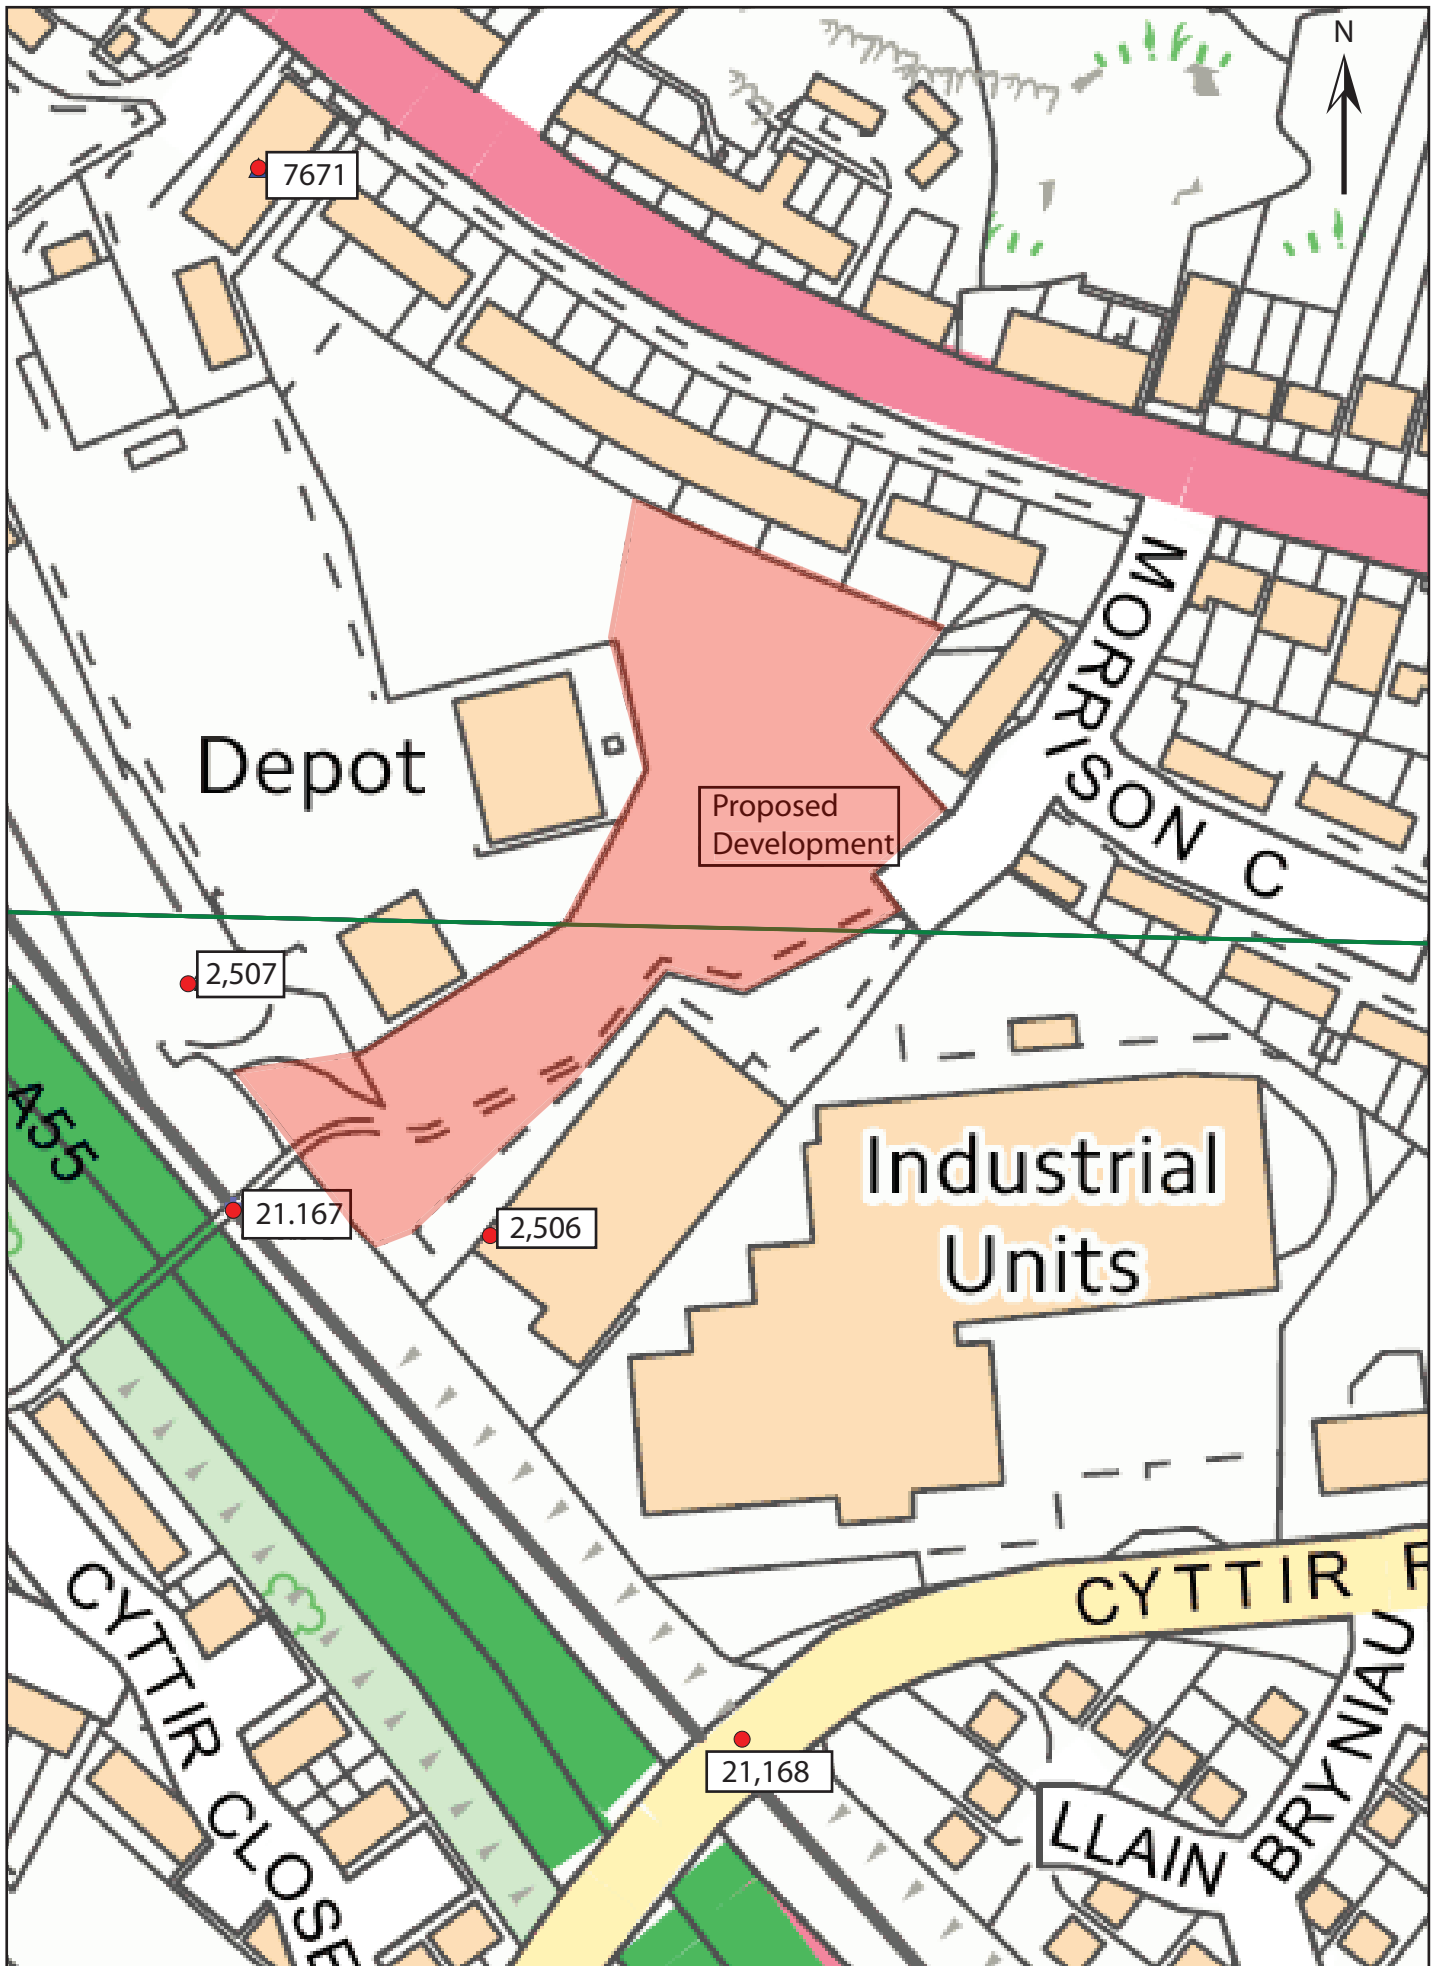 N
7671
MORRISON C
Depot
Proposed
Development
2,507
A55
Industrial
Units
21.167
2,506
CYTTIR R
CYTTIR CLOSE
21,168
LLAIN
BRYNIAU